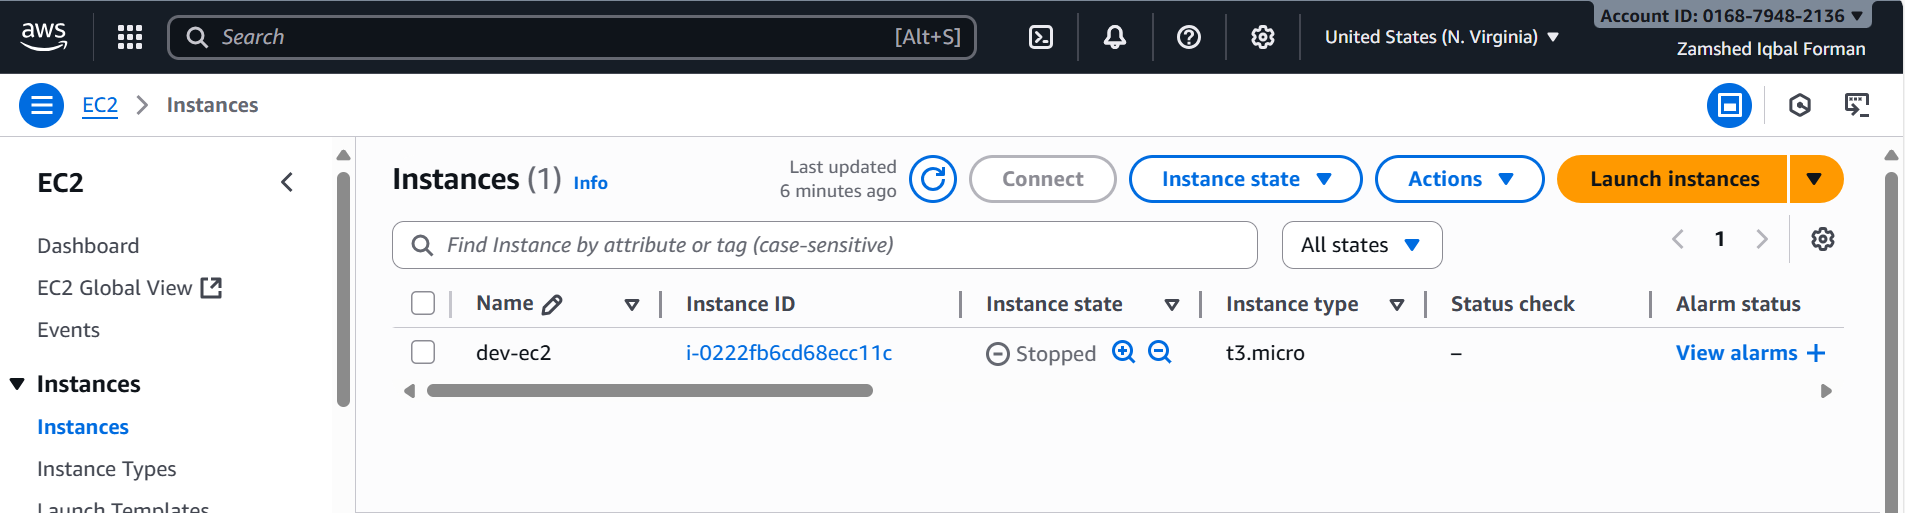 aws
Search [Alt+S]
United States (N. Virginia)
Account ID: 0168-7948-2136
Zamshed Iqbal Forman
EC2 Instances
EC2
Dashboard
EC2 Global View
Events
Instances
Instances
Instance Types
Launch Templates
Instances (1) Info
Last updated
6 minutes ago
Connect
Instance state
Actions
Launch instances
Find Instance by attribute or tag (case-sensitive)
All states
1
Name Instance ID Instance state Instance type Status check Alarm status
dev-ec2 i-0222fb6cd68ecc11c Stopped t3.micro – View alarms +